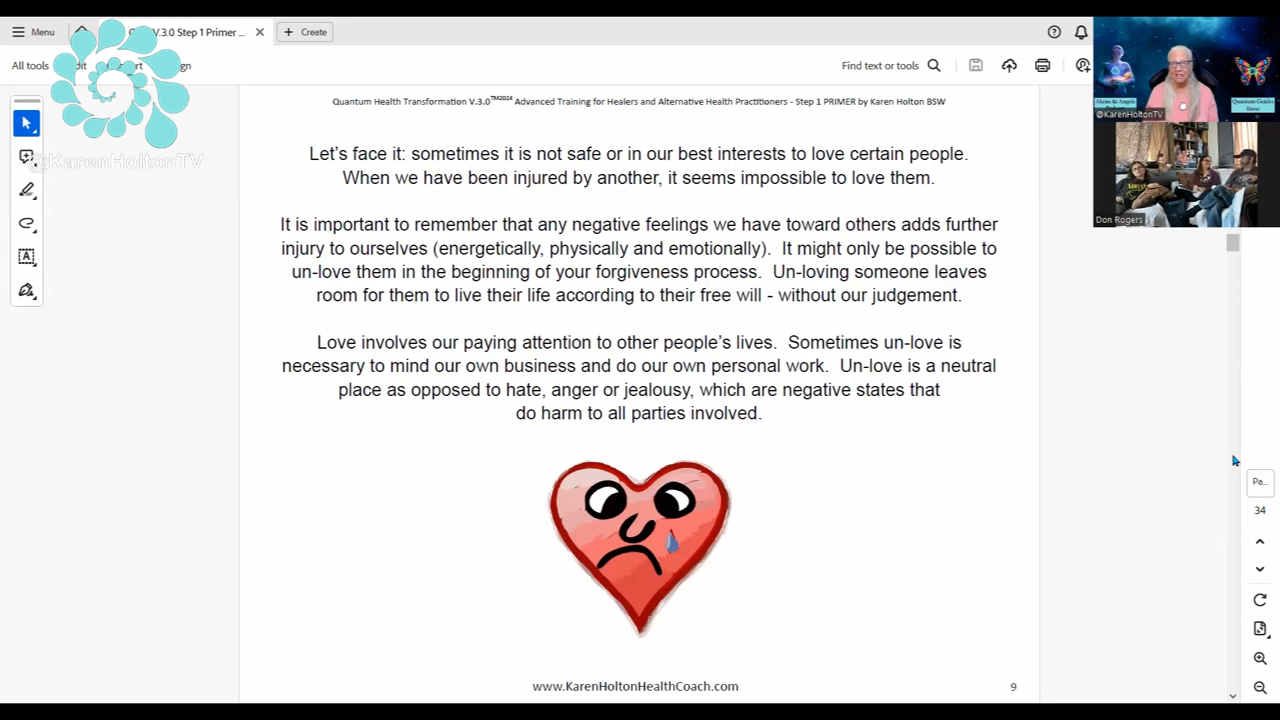 Menu
V.3.0 Step 1 Primer ...
Create
All tools
Find text or tools
@KarenHoltonTV
Quantum Health Transformation V.3.0™2024 Advanced Training for Healers and Alternative Health Practitioners - Step 1 PRIMER by Karen Holton BSW
Let's face it: sometimes it is not safe or in our best interests to love certain people.
When we have been injured by another, it seems impossible to love them.
It is important to remember that any negative feelings we have toward others adds further
injury to ourselves (energetically, physically and emotionally).  It might only be possible to
un-love them in the beginning of your forgiveness process.  Un-loving someone leaves
room for them to live their life according to their free will - without our judgement.
Love involves our paying attention to other people's lives.  Sometimes un-love is
necessary to mind our own business and do our own personal work.  Un-love is a neutral
place as opposed to hate, anger or jealousy, which are negative states that
do harm to all parties involved.
www.KarenHoltonHealthCoach.com
9
Aliens & Angels
Quantum Guides
Show
@KarenHoltonTV
Don Rogers
Pa...
34